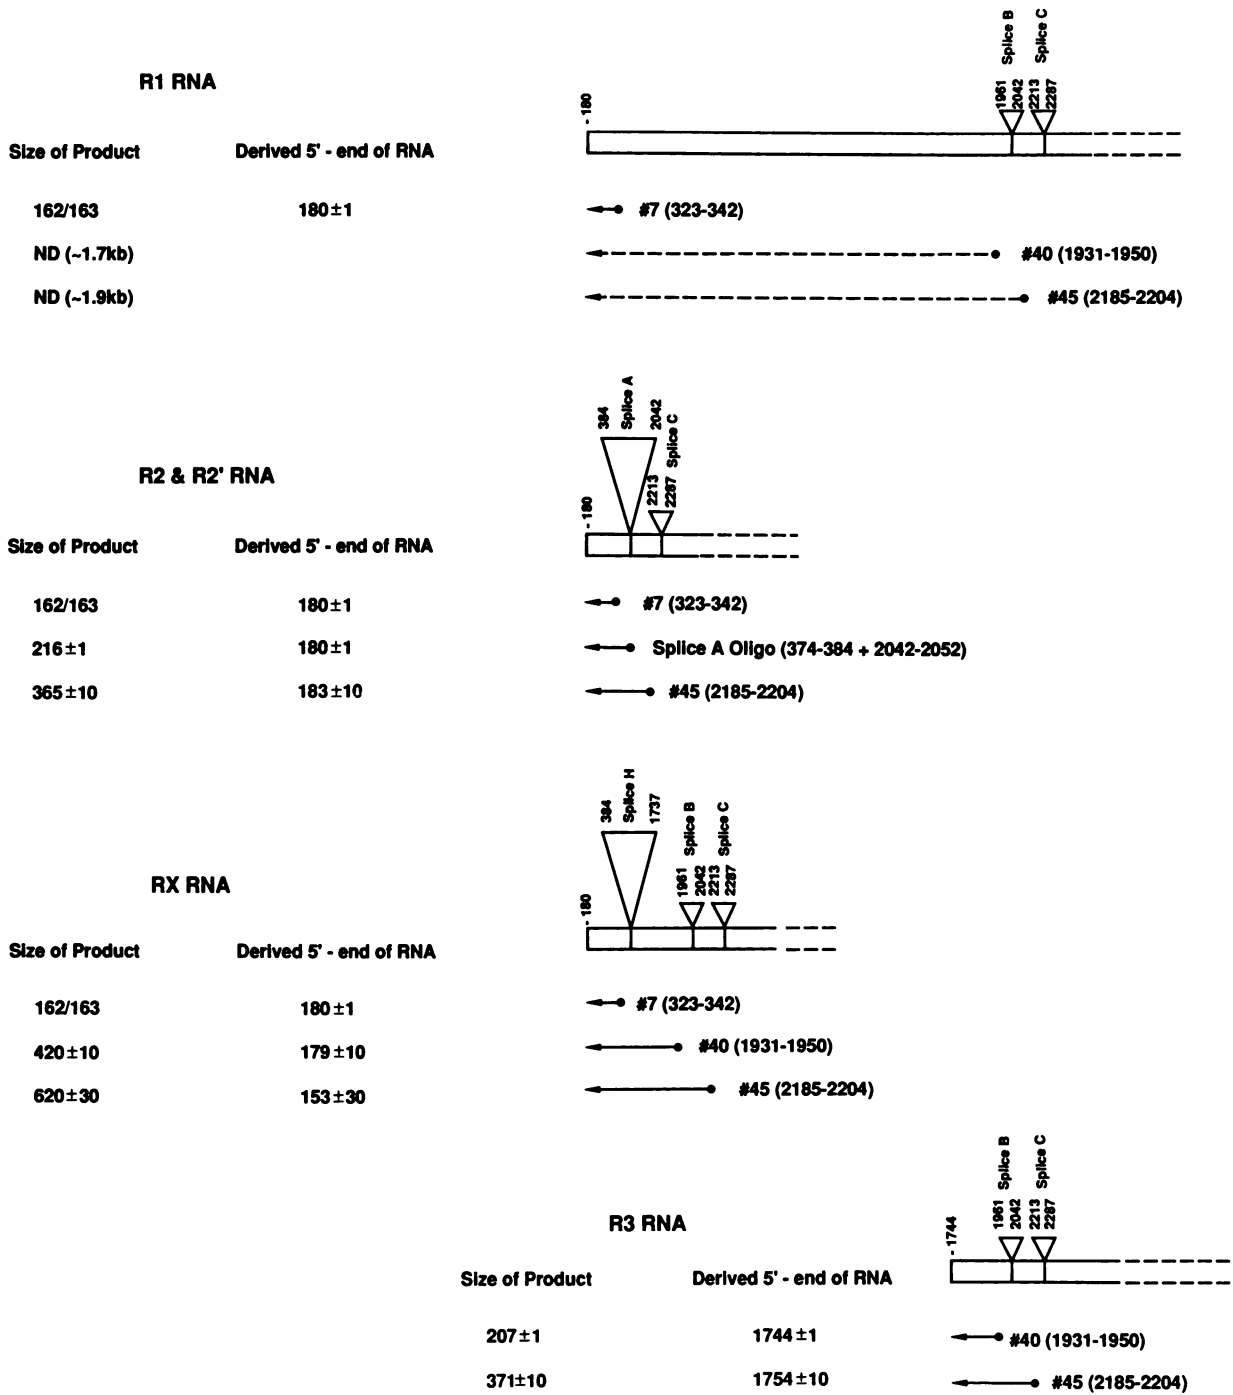 R1 RNA
Size of Product Derived 5' - end of RNA
- 180
1961 Splice B 2042
2213 Splice C 2287
162/163 180±1 #7 (323-342)
ND (~1.7kb) #40 (1931-1950)
ND (~1.9kb) #45 (2185-2204)
R2 & R2' RNA
Size of Product Derived 5' - end of RNA
- 180
384 Splice A 2042
2213 Splice C 2287
162/163 180±1 #7 (323-342)
216±1 180±1 Splice A Oligo (374-384 + 2042-2052)
365±10 183±10 #45 (2185-2204)
RX RNA
Size of Product Derived 5' - end of RNA
- 180
384 Splice H 1737
1961 Splice B 2042
2213 Splice C 2287
162/163 180±1 #7 (323-342)
420±10 179±10 #40 (1931-1950)
620±30 153±30 #45 (2185-2204)
R3 RNA
Size of Product Derived 5' - end of RNA
- 1744
1961 Splice B 2042
2213 Splice C 2287
207±1 1744±1 #40 (1931-1950)
371±10 1754±10 #45 (2185-2204)